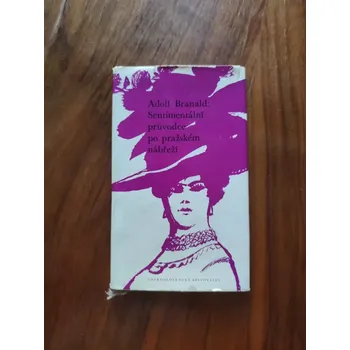 Adolf Branald:
Sentimentální
průvodce
po pražském
nábřeží